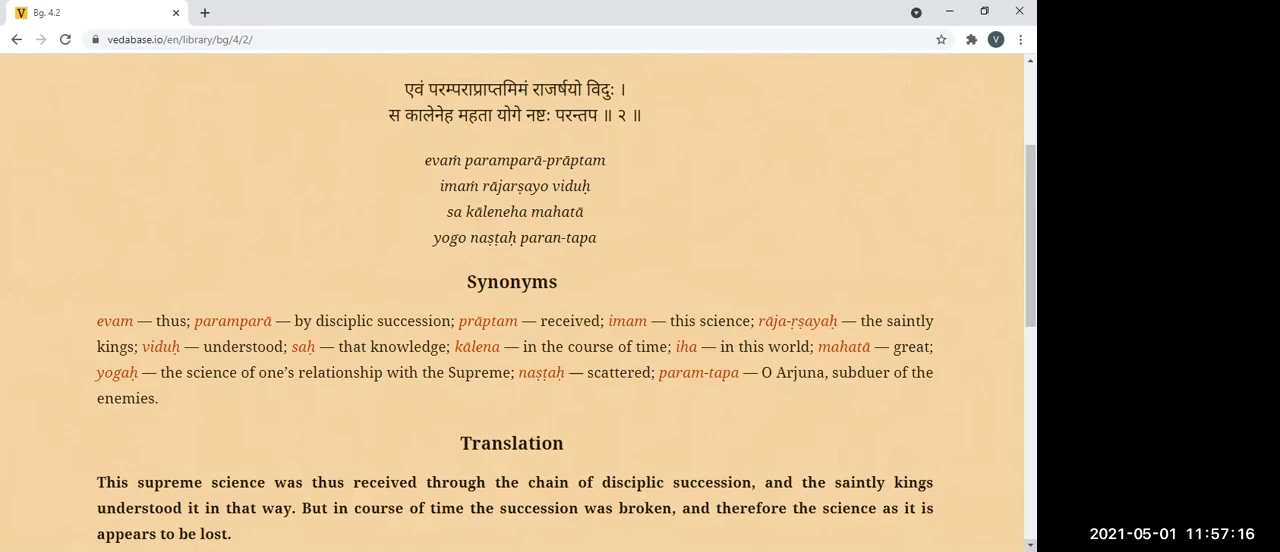 Bg. 4.2
vedabase.io/en/library/bg/4/2/
V
एवं परम्पराप्राप्तमिमं राजर्षयो विदुः ।
स कालेनेह महता योगे नष्टः परन्तप ॥ २ ॥
evaṁ paramparā-prāptam
imaṁ rājarṣayo viduḥ
sa kāleneha mahatā
yogo naṣṭaḥ paran-tapa
Synonyms
evam — thus; paramparā — by disciplic succession; prāptam — received; imam — this science; rāja-ṛṣayaḥ — the saintly
kings; viduḥ — understood; saḥ — that knowledge; kālena — in the course of time; iha — in this world; mahatā — great;
yogaḥ — the science of one’s relationship with the Supreme; naṣṭaḥ — scattered; param-tapa — O Arjuna, subduer of the
enemies.
Translation
This supreme science was thus received through the chain of disciplic succession, and the saintly kings
understood it in that way. But in course of time the succession was broken, and therefore the science as it is
appears to be lost.
2021-05-01 11:57:16